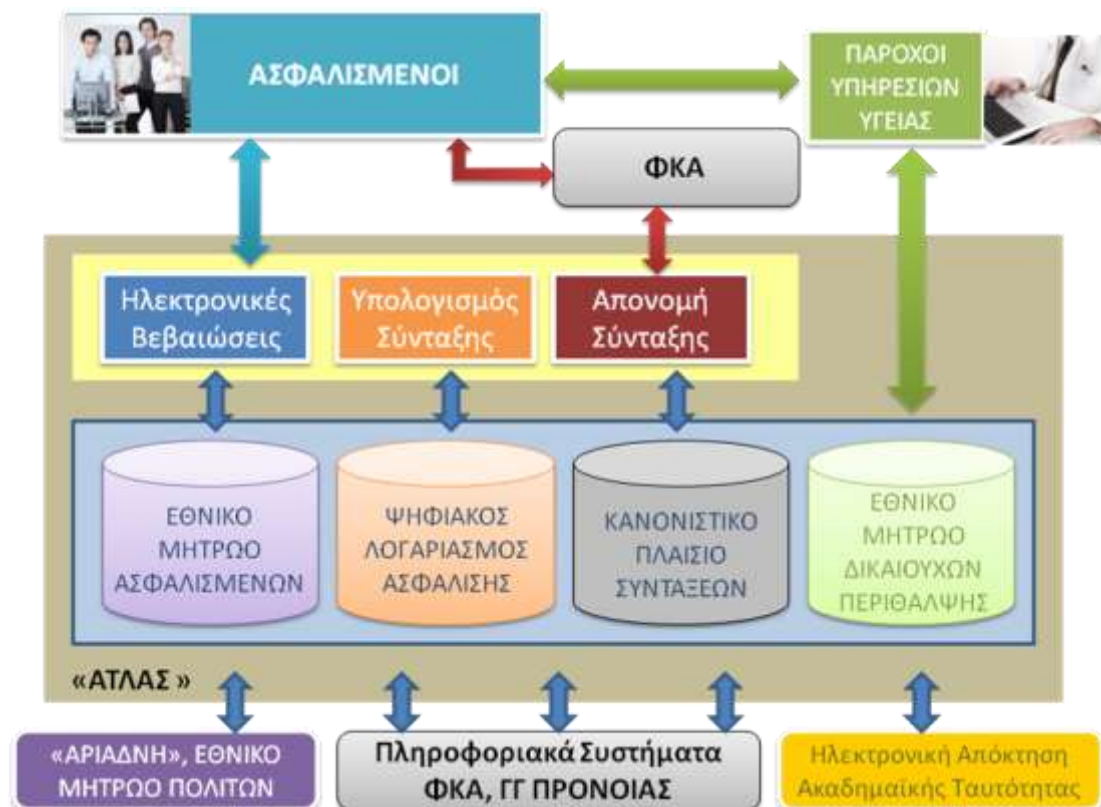 ΑΣΦΑΛΙΣΜΕΝΟΙ
ΠΑΡΟΧΟΙ
ΥΠΗΡΕΣΙΩΝ
ΥΓΕΙΑΣ
ΦΚΑ
Ηλεκτρονικές
Βεβαιώσεις
Υπολογισμός
Σύνταξης
Απονομή
Σύνταξης
ΕΘΝΙΚΟ
ΜΗΤΡΩΟ
ΑΣΦΑΛΙΣΜΕΝΩΝ
ΨΗΦΙΑΚΟΣ
ΛΟΓΑΡΙΑΣΜΟΣ
ΑΣΦΑΛΙΣΗΣ
ΚΑΝΟΝΙΣΤΙΚΟ
ΠΛΑΙΣΙΟ
ΣΥΝΤΑΞΕΩΝ
ΕΘΝΙΚΟ
ΜΗΤΡΩΟ
ΔΙΚΑΙΟΥΧΩΝ
ΠΕΡΙΘΑΛΨΗΣ
«ΑΤΛΑΣ »
«ΑΡΙΑΔΝΗ», ΕΘΝΙΚΟ
ΜΗΤΡΩΟ ΠΟΛΙΤΩΝ
Πληροφοριακά Συστήματα
ΦΚΑ, ΓΓ ΠΡΟΝΟΙΑΣ
Ηλεκτρονική Απόκτηση
Ακαδημαϊκής Ταυτότητας